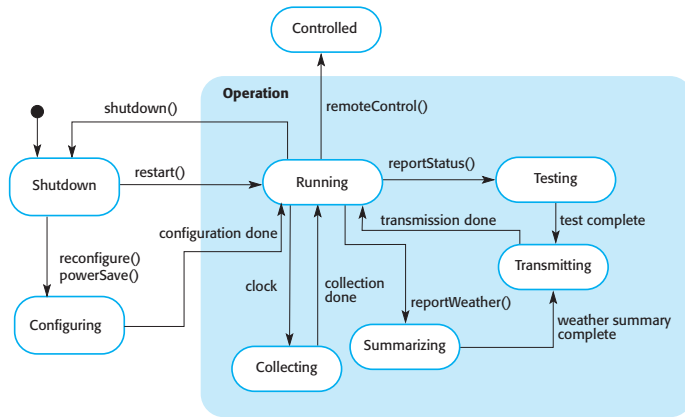 Controlled
Operation
shutdown()
remoteControl()
reportStatus()
Shutdown
restart()
Running
Testing
transmission done
test complete
configuration done
reconfigure()
powerSave()
Transmitting
clock
collection
done
reportWeather()
Configuring
weather summary
complete
Collecting
Summarizing